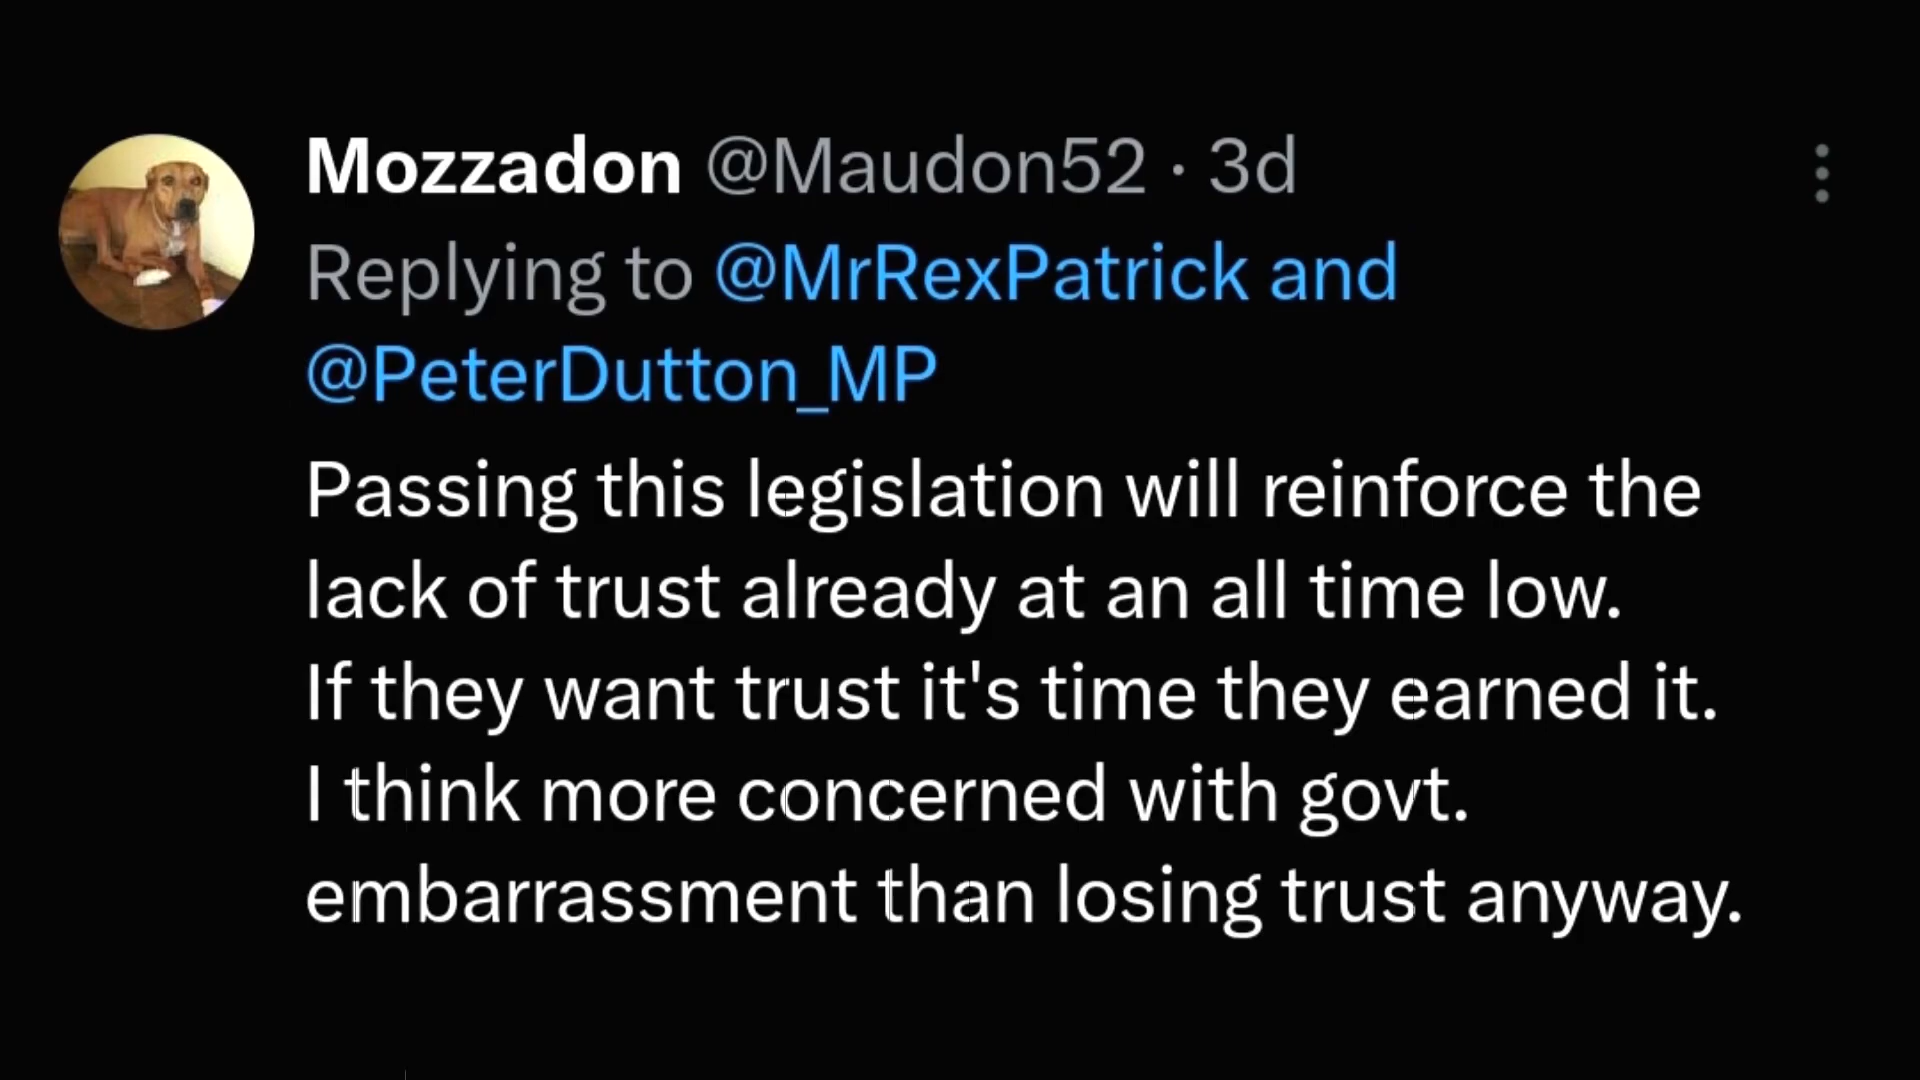 Mozzadon @Maudon52 · 3d
Replying to @MrRexPatrick and
@PeterDutton_MP
Passing this legislation will reinforce the
lack of trust already at an all time low.
If they want trust it's time they earned it.
I think more concerned with govt.
embarrassment than losing trust anyway.